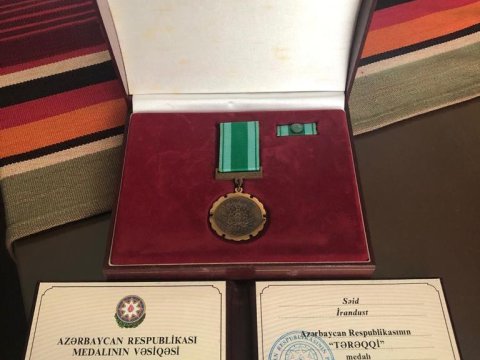 AZƏRBAYCAN RESPUBLİKASI
MEDALININ VƏSİQƏSİ
Səid
İrandust
Azərbaycan Respublikasının
“TƏRƏQQİ”
medalı